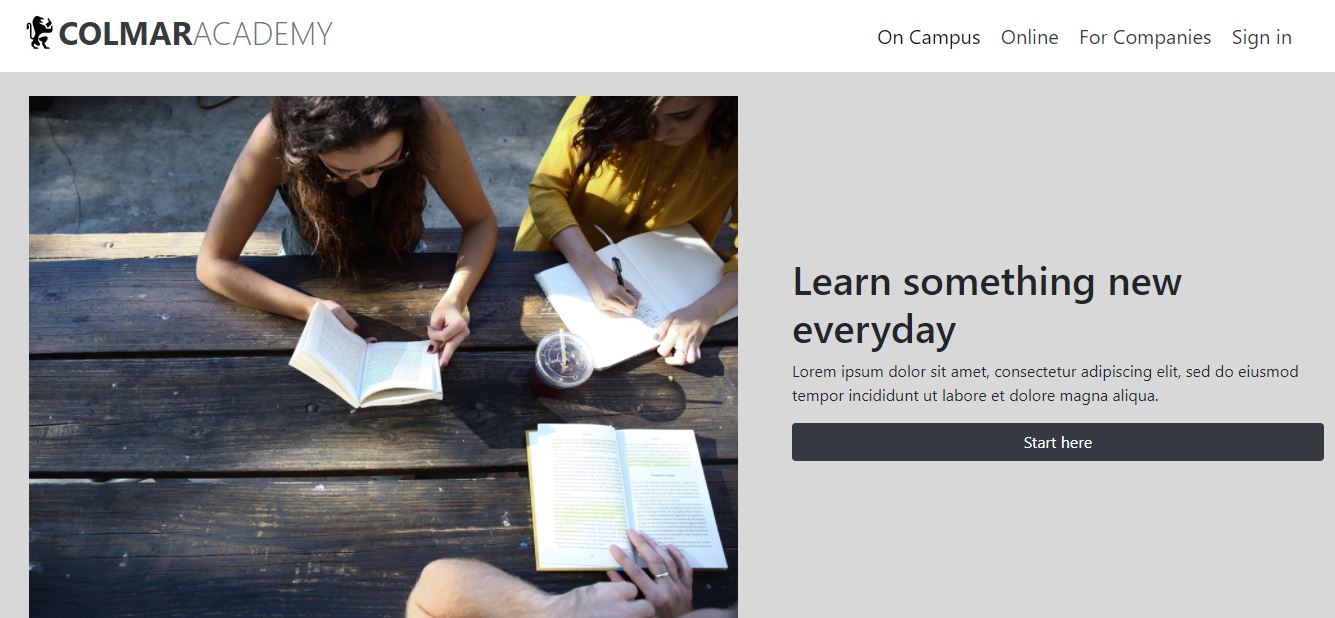 COLMARACADEMY
On Campus Online For Companies Sign in
Learn something new
everyday
Lorem ipsum dolor sit amet, consectetur adipiscing elit, sed do eiusmod
tempor incididunt ut labore et dolore magna aliqua.
Start here